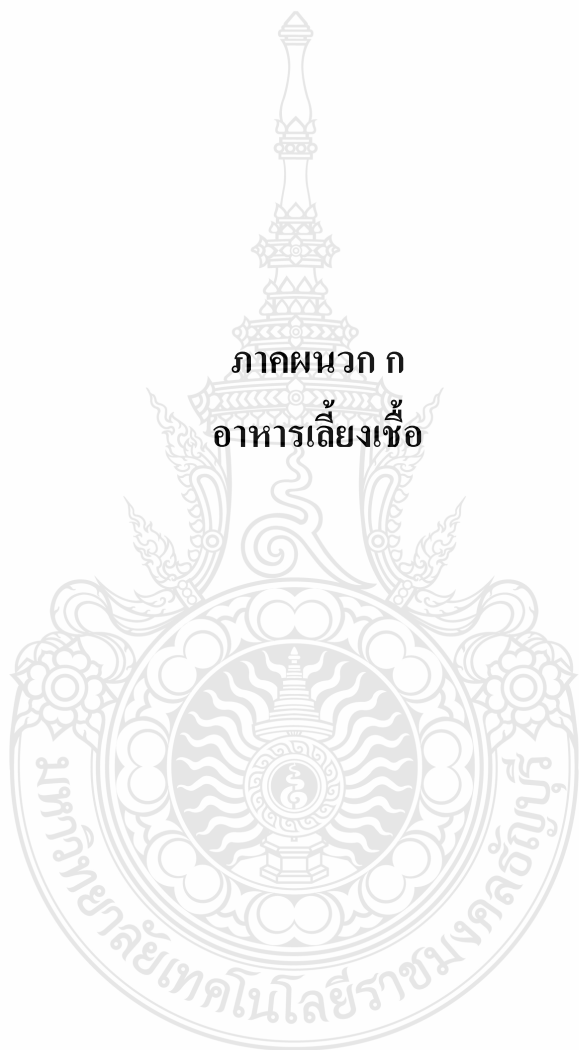 ภาคผนวก ก
อาหารเลี้ยงเชื้อ
มหาวิทยาลัยเทคโนโลยีราชมงคลธัญบุรี